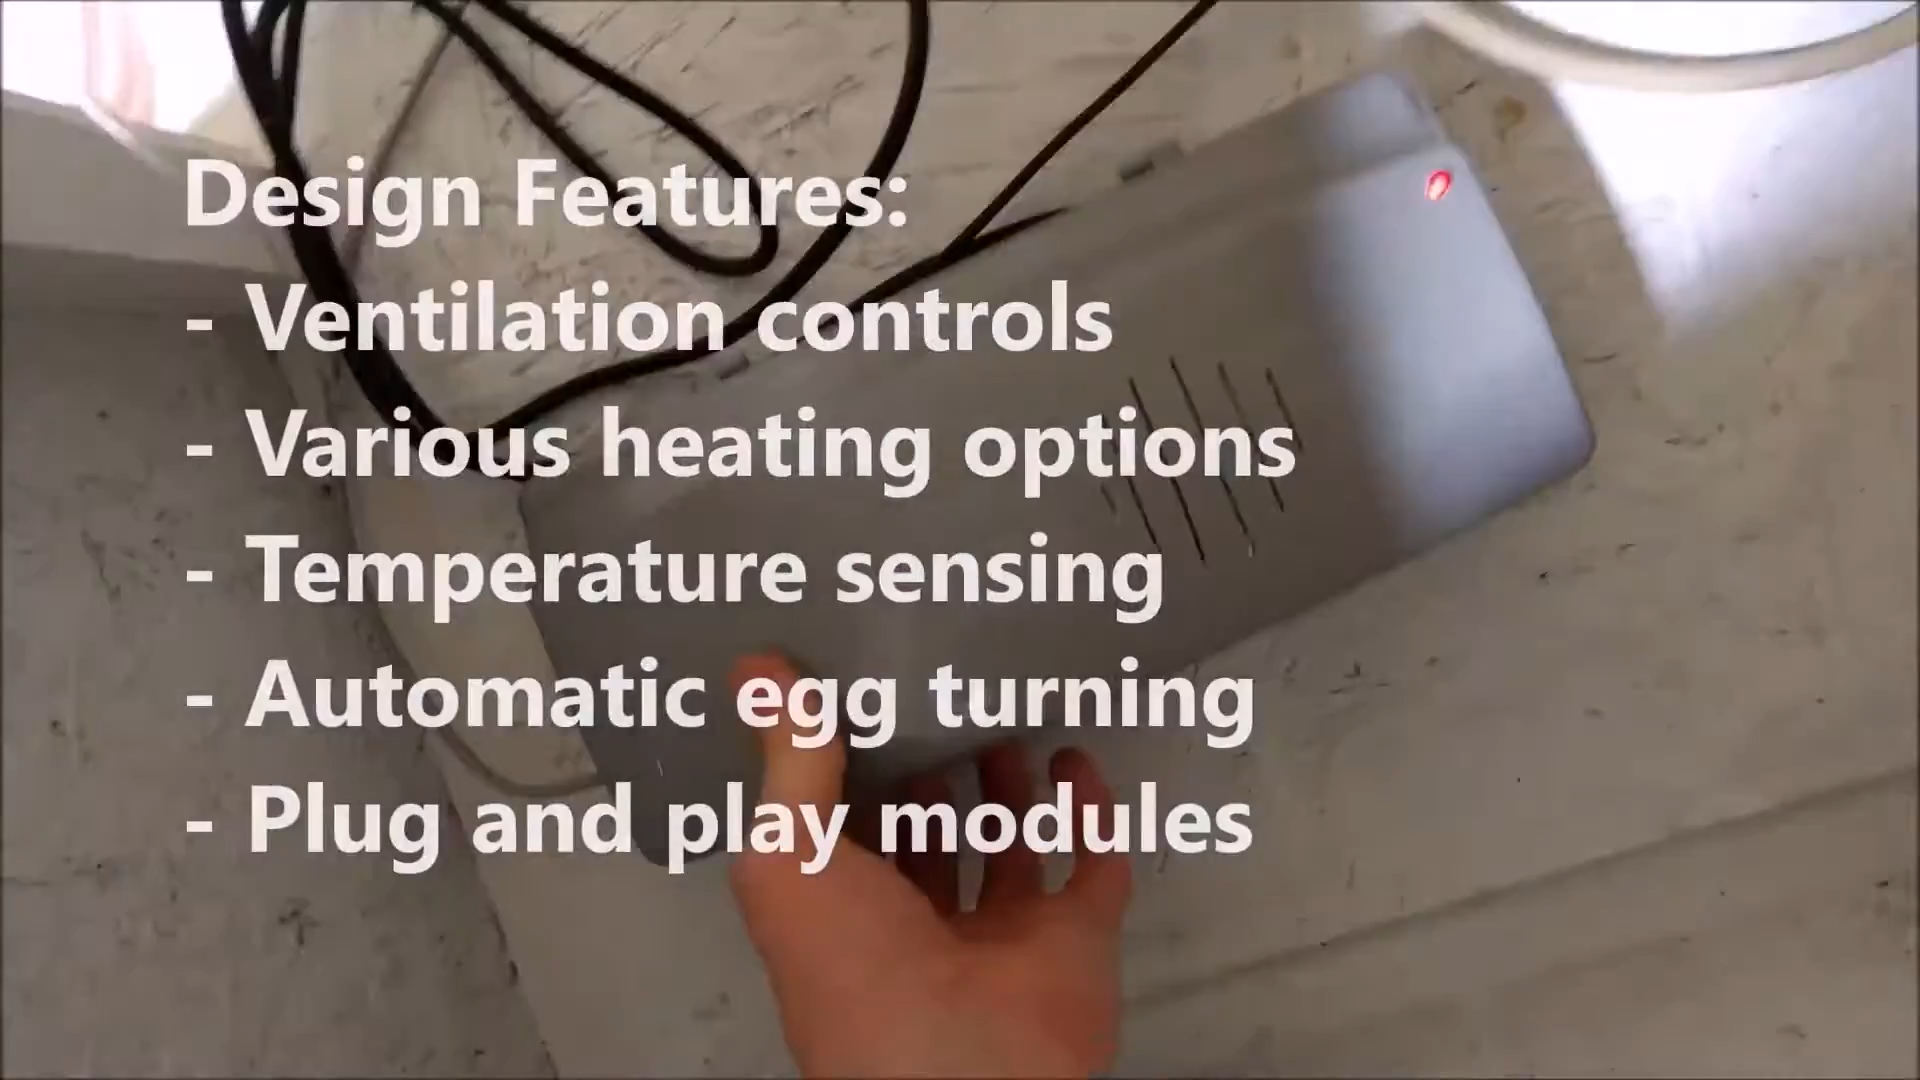 Design Features:
- Ventilation controls
- Various heating options
- Temperature sensing
- Automatic egg turning
- Plug and play modules